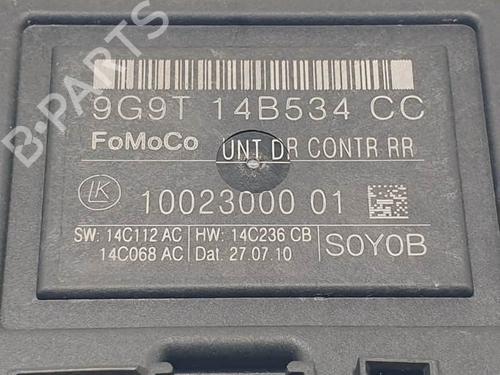 9G9T 14B534 CC
FoMoCo UNT DR CONTR RR
LK 10023000 01
SW: 14C112 AC HW: 14C236 CB
14C068 AC Dat: 27.07.10
S0Y0B
B-PARTS